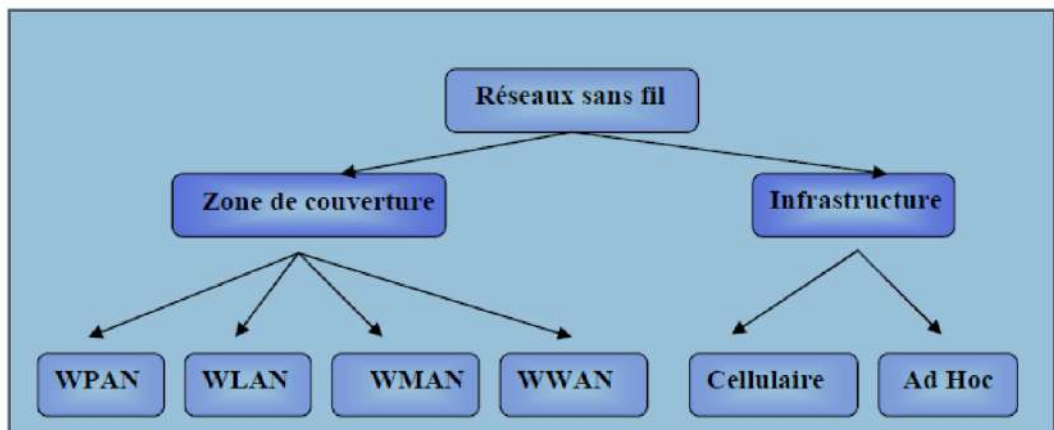 Réseaux sans fil
Zone de couverture
Infrastructure
WPAN
WLAN
WMAN
WWAN
Cellulaire
Ad Hoc